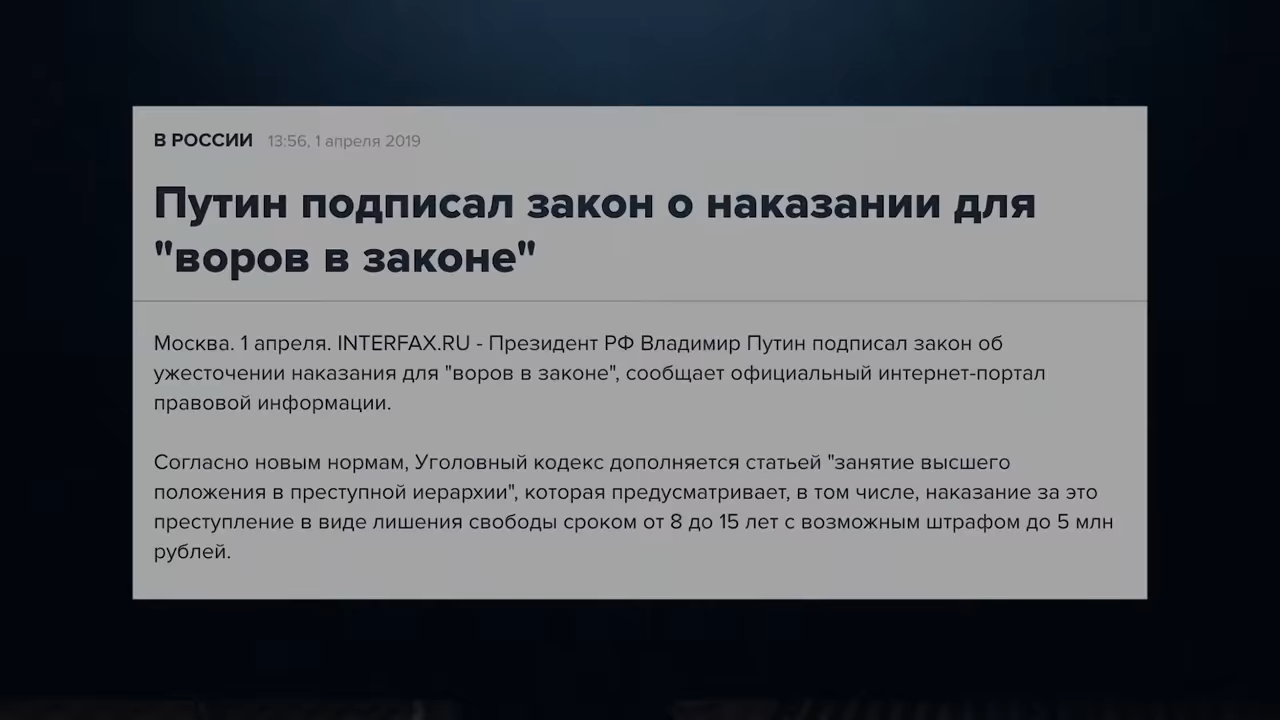 В РОССИИ 13:56, 1 апреля 2019
Путин подписал закон о наказании для
"воров в законе"
Москва. 1 апреля. INTERFAX.RU - Президент РФ Владимир Путин подписал закон об
ужесточении наказания для "воров в законе", сообщает официальный интернет-портал
правовой информации.
Согласно новым нормам, Уголовный кодекс дополняется статьей "занятие высшего
положения в преступной иерархии", которая предусматривает, в том числе, наказание за это
преступление в виде лишения свободы сроком от 8 до 15 лет с возможным штрафом до 5 млн
рублей.